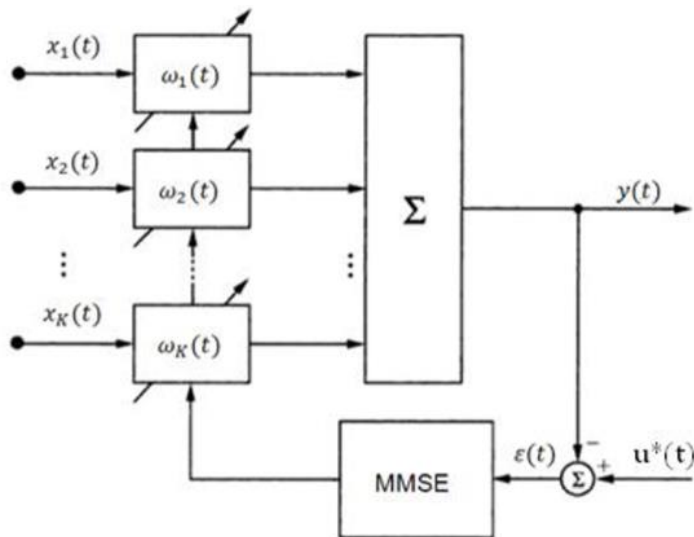 x₁(t)
ω₁(t)
x₂(t)
ω₂(t)
Σ
y(t)
⋮
⋮
x_K(t)
ω_K(t)
−
ε(t)
u*(t)
+
Σ
MMSE